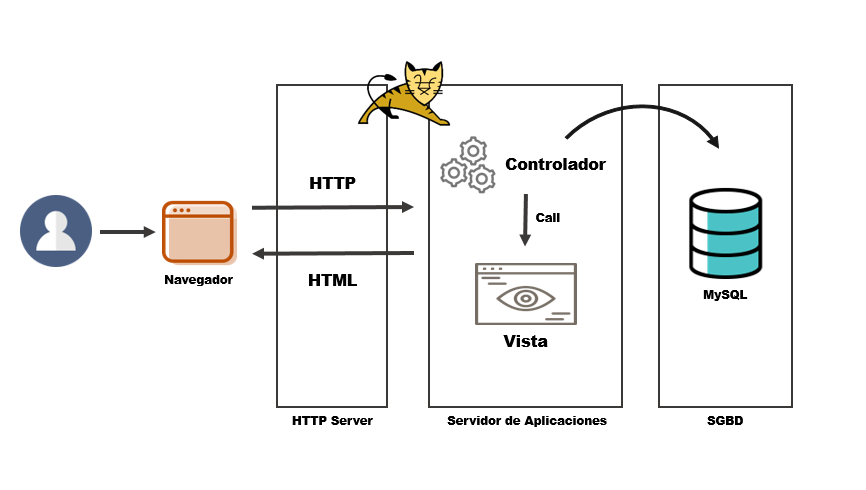 HTTP
HTML
Navegador
Controlador
Call
Vista
MySQL
HTTP Server
Servidor de Aplicaciones
SGBD